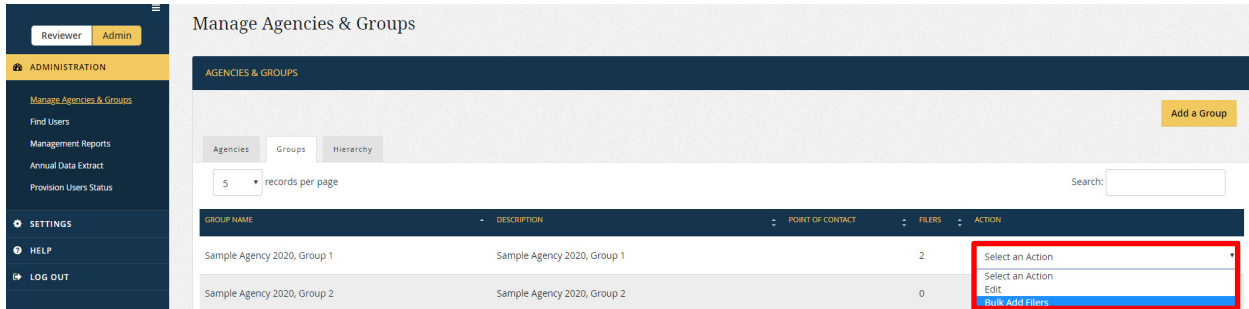 Manage Agencies & Groups
Reviewer Admin
ADMINISTRATION
Manage Agencies & Groups
Find Users
Management Reports
Annual Data Extract
Provision Users Status
SETTINGS
HELP
LOG OUT
AGENCIES & GROUPS
Add a Group
Agencies Groups Hierarchy
5 records per page Search:
GROUP NAME DESCRIPTION POINT OF CONTACT FILERS ACTION
Sample Agency 2020, Group 1 Sample Agency 2020, Group 1 2 Select an Action
Select an Action
Edit
Bulk Add Filers
Sample Agency 2020, Group 2 Sample Agency 2020, Group 2 0